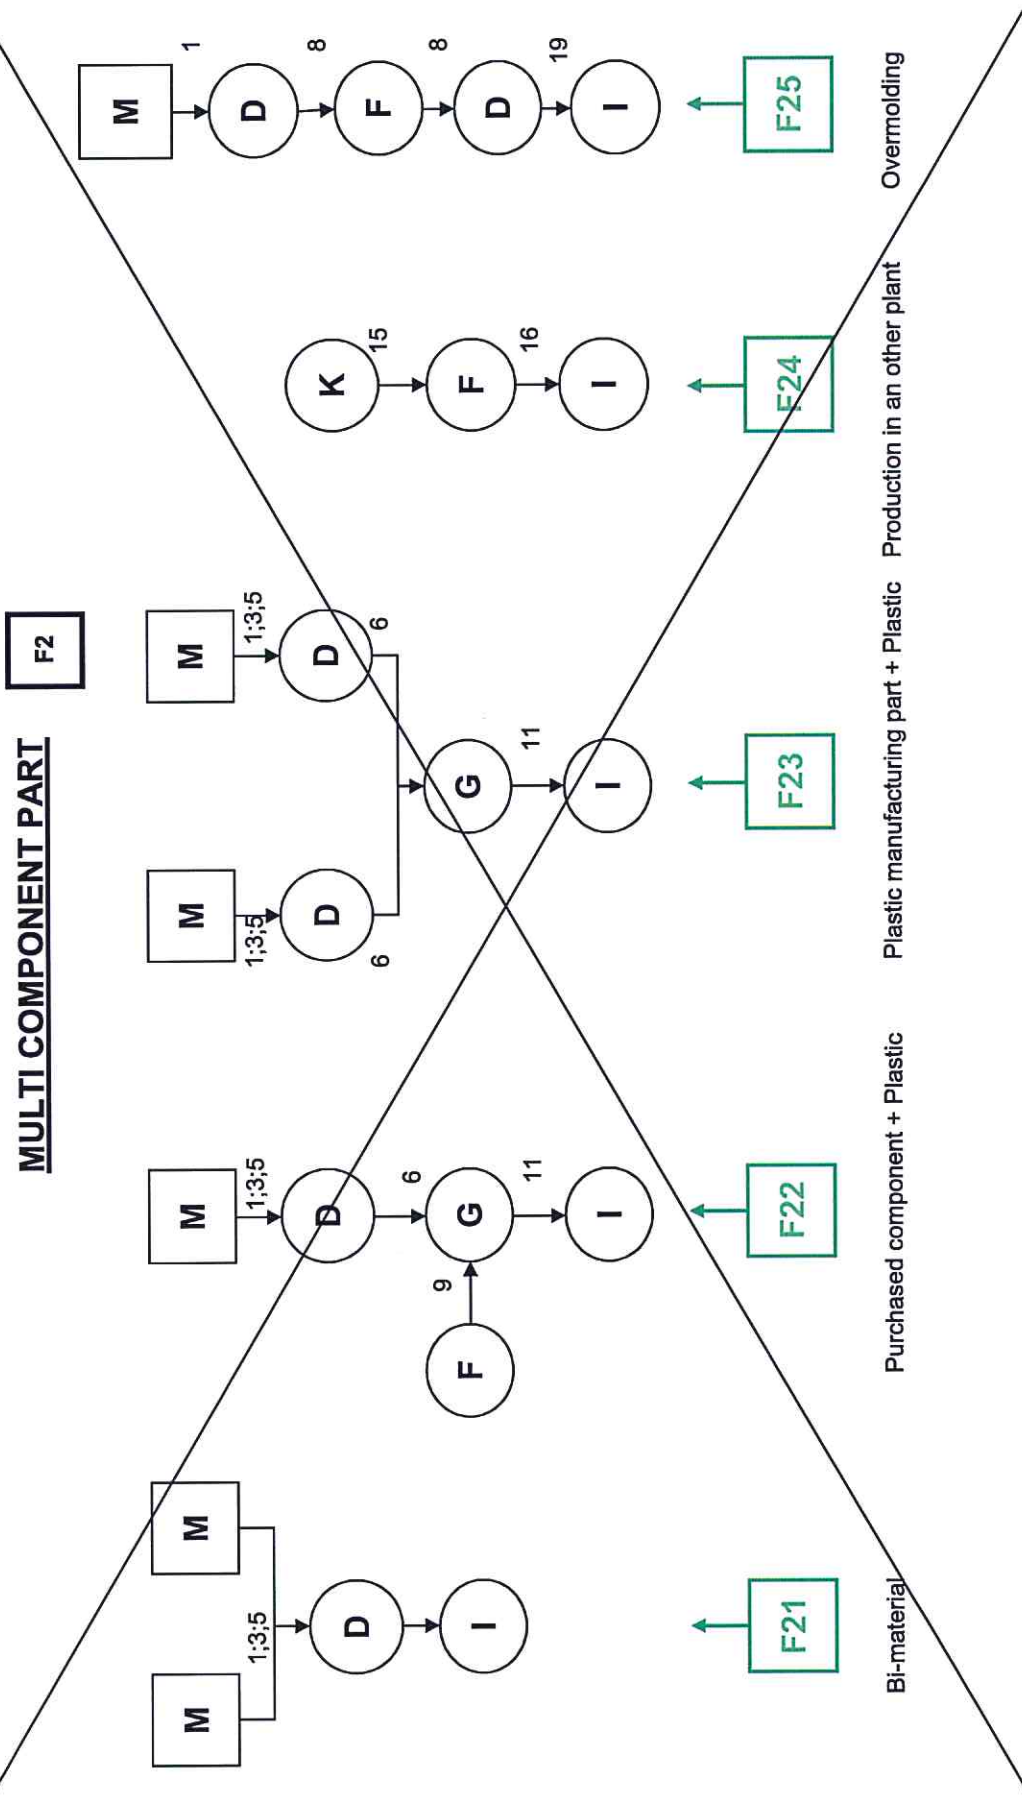 MULTI COMPONENT PART
F2
M
M
1;3;5
D
I
F21
Bi-material
M
1;3;5
D
6
F
9
G
11
I
F22
Purchased component + Plastic
M
1;3;5
D
6
M
1;3;5
D
6
G
11
I
F23
Plastic manufacturing part + Plastic
K
15
F
16
I
F24
Production in an other plant
M
1
D
8
F
8
D
19
I
F25
Overmolding